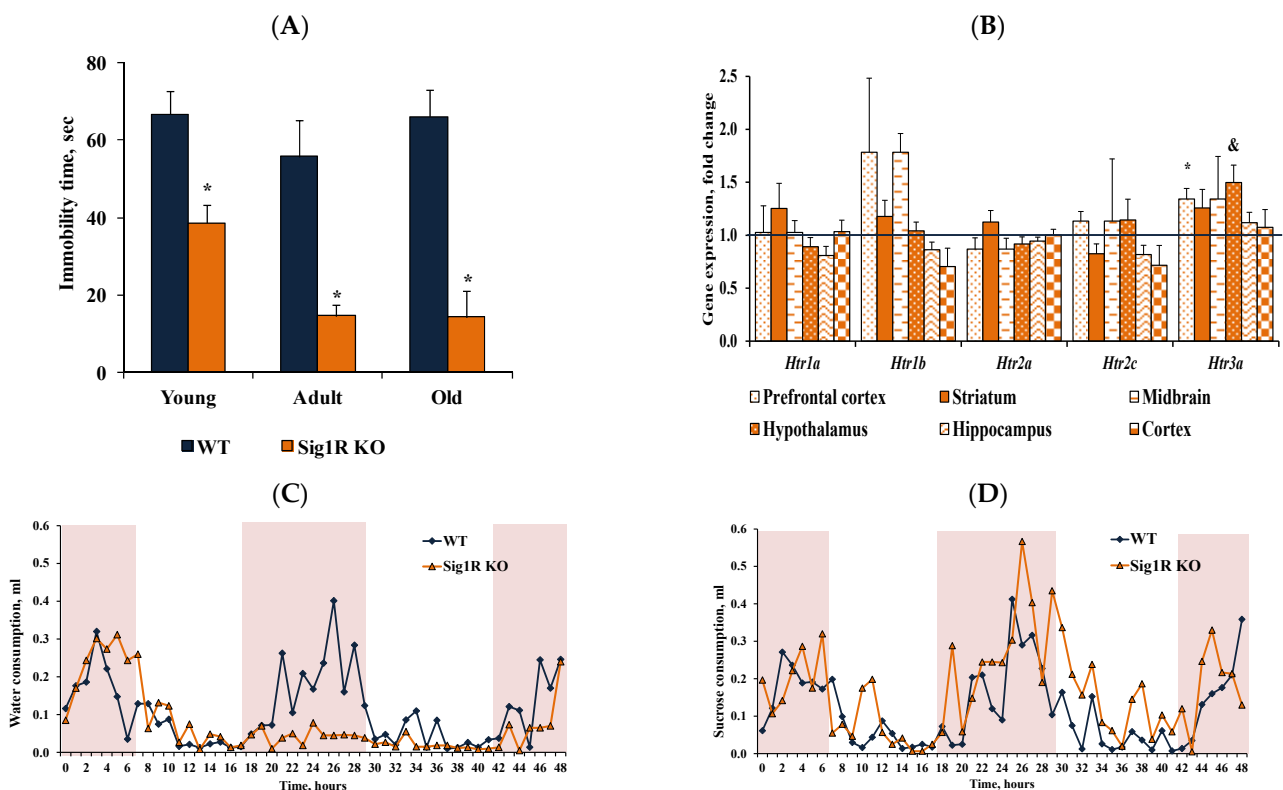 (A)
80
60
40
20
0
Immobility time, sec
*
*
*
Young Adult Old
WT Sig1R KO
(B)
2.5
2.0
1.5
1.0
0.5
0.0
Gene expression, fold change
* &
Htr1a Htr1b Htr2a Htr2c Htr3a
Prefrontal cortex Striatum Midbrain
Hypothalamus Hippocampus Cortex
(C)
0.6
0.5
0.4
0.3
0.2
0.1
0.0
Water consumption, ml
WT
Sig1R KO
0 2 4 6 8 10 12 14 16 18 20 22 24 26 28 30 32 34 36 38 40 42 44 46 48
Time, hours
(D)
0.6
0.5
0.4
0.3
0.2
0.1
0.0
Sucrose consumption, ml
WT
Sig1R KO
0 2 4 6 8 10 12 14 16 18 20 22 24 26 28 30 32 34 36 38 40 42 44 46 48
Time, hours